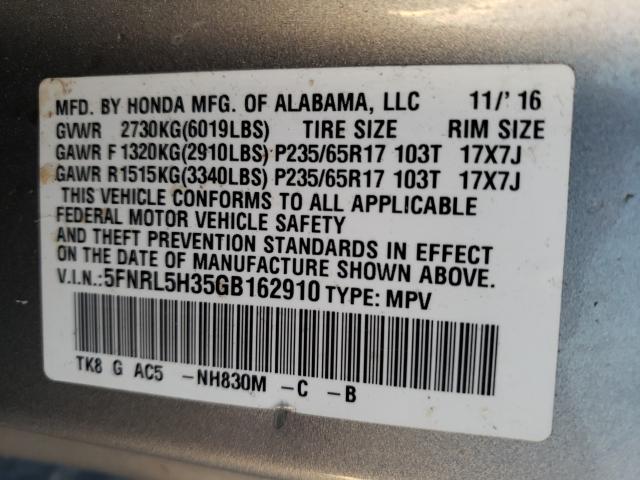 MFD. BY HONDA MFG. OF ALABAMA, LLC 11/' 16
GVWR 2730KG(6019LBS) TIRE SIZE RIM SIZE
GAWR F1320KG(2910LBS) P235/65R17 103T 17X7J
GAWR R1515KG(3340LBS) P235/65R17 103T 17X7J
THIS VEHICLE CONFORMS TO ALL APPLICABLE
FEDERAL MOTOR VEHICLE SAFETY
AND THEFT PREVENTION STANDARDS IN EFFECT
ON THE DATE OF MANUFACTURE SHOWN ABOVE.
V.I.N.:5FNRL5H35GB162910 TYPE: MPV
TK8 G AC5 -NH830M -C -B